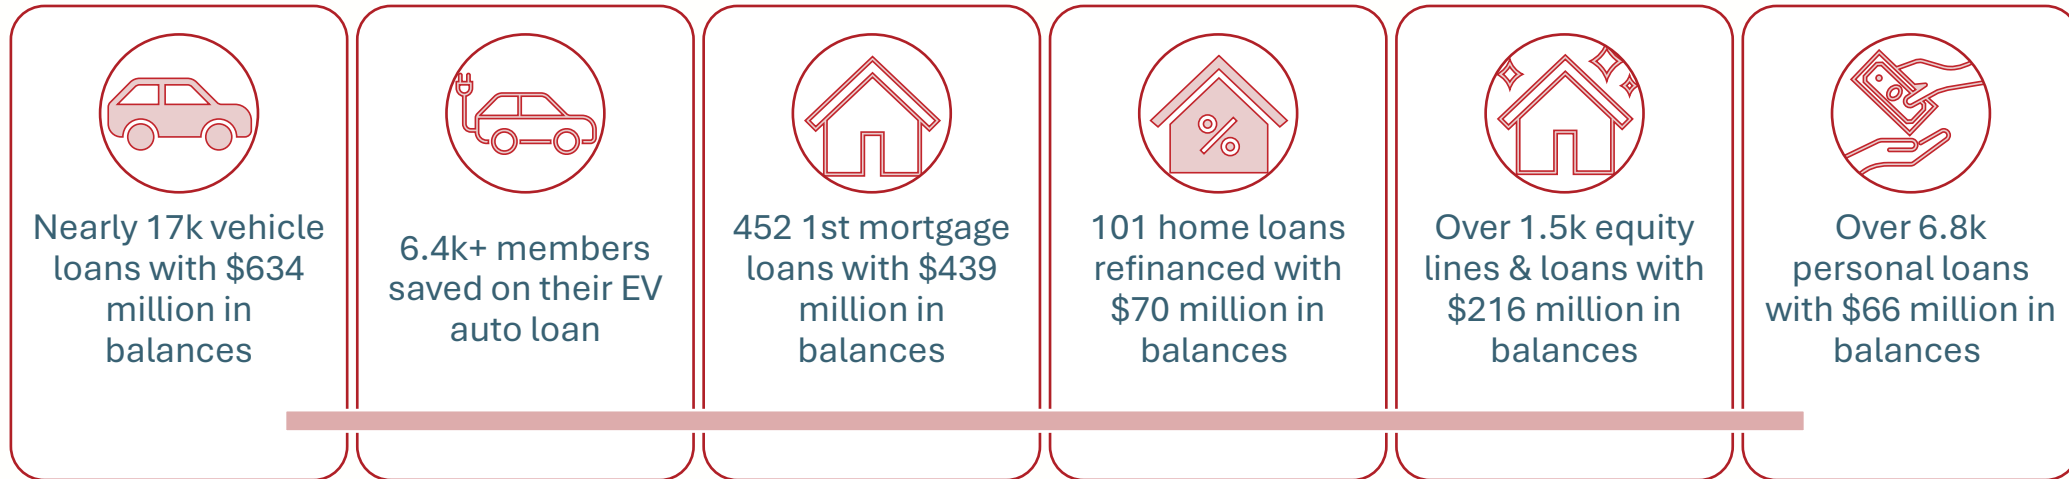 Nearly 17k vehicle
loans with $634
million in
balances
6.4k+ members
saved on their EV
auto loan
452 1st mortgage
loans with $439
million in
balances
101 home loans
refinanced with
$70 million in
balances
Over 1.5k equity
lines & loans with
$216 million in
balances
Over 6.8k
personal loans
with $66 million in
balances